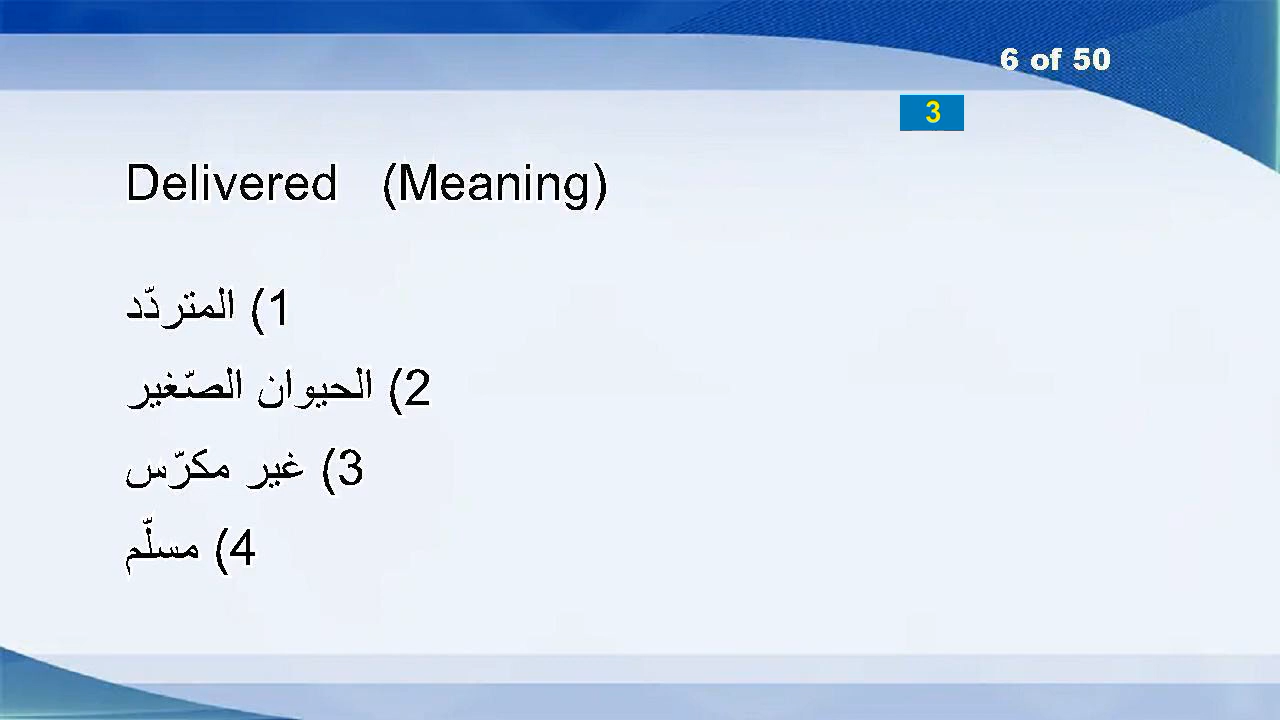 6 of 50
3
Delivered (Meaning)
1) المتردّد
2) الحيوان الصّغير
3) غير مكرّس
4) مسلّم